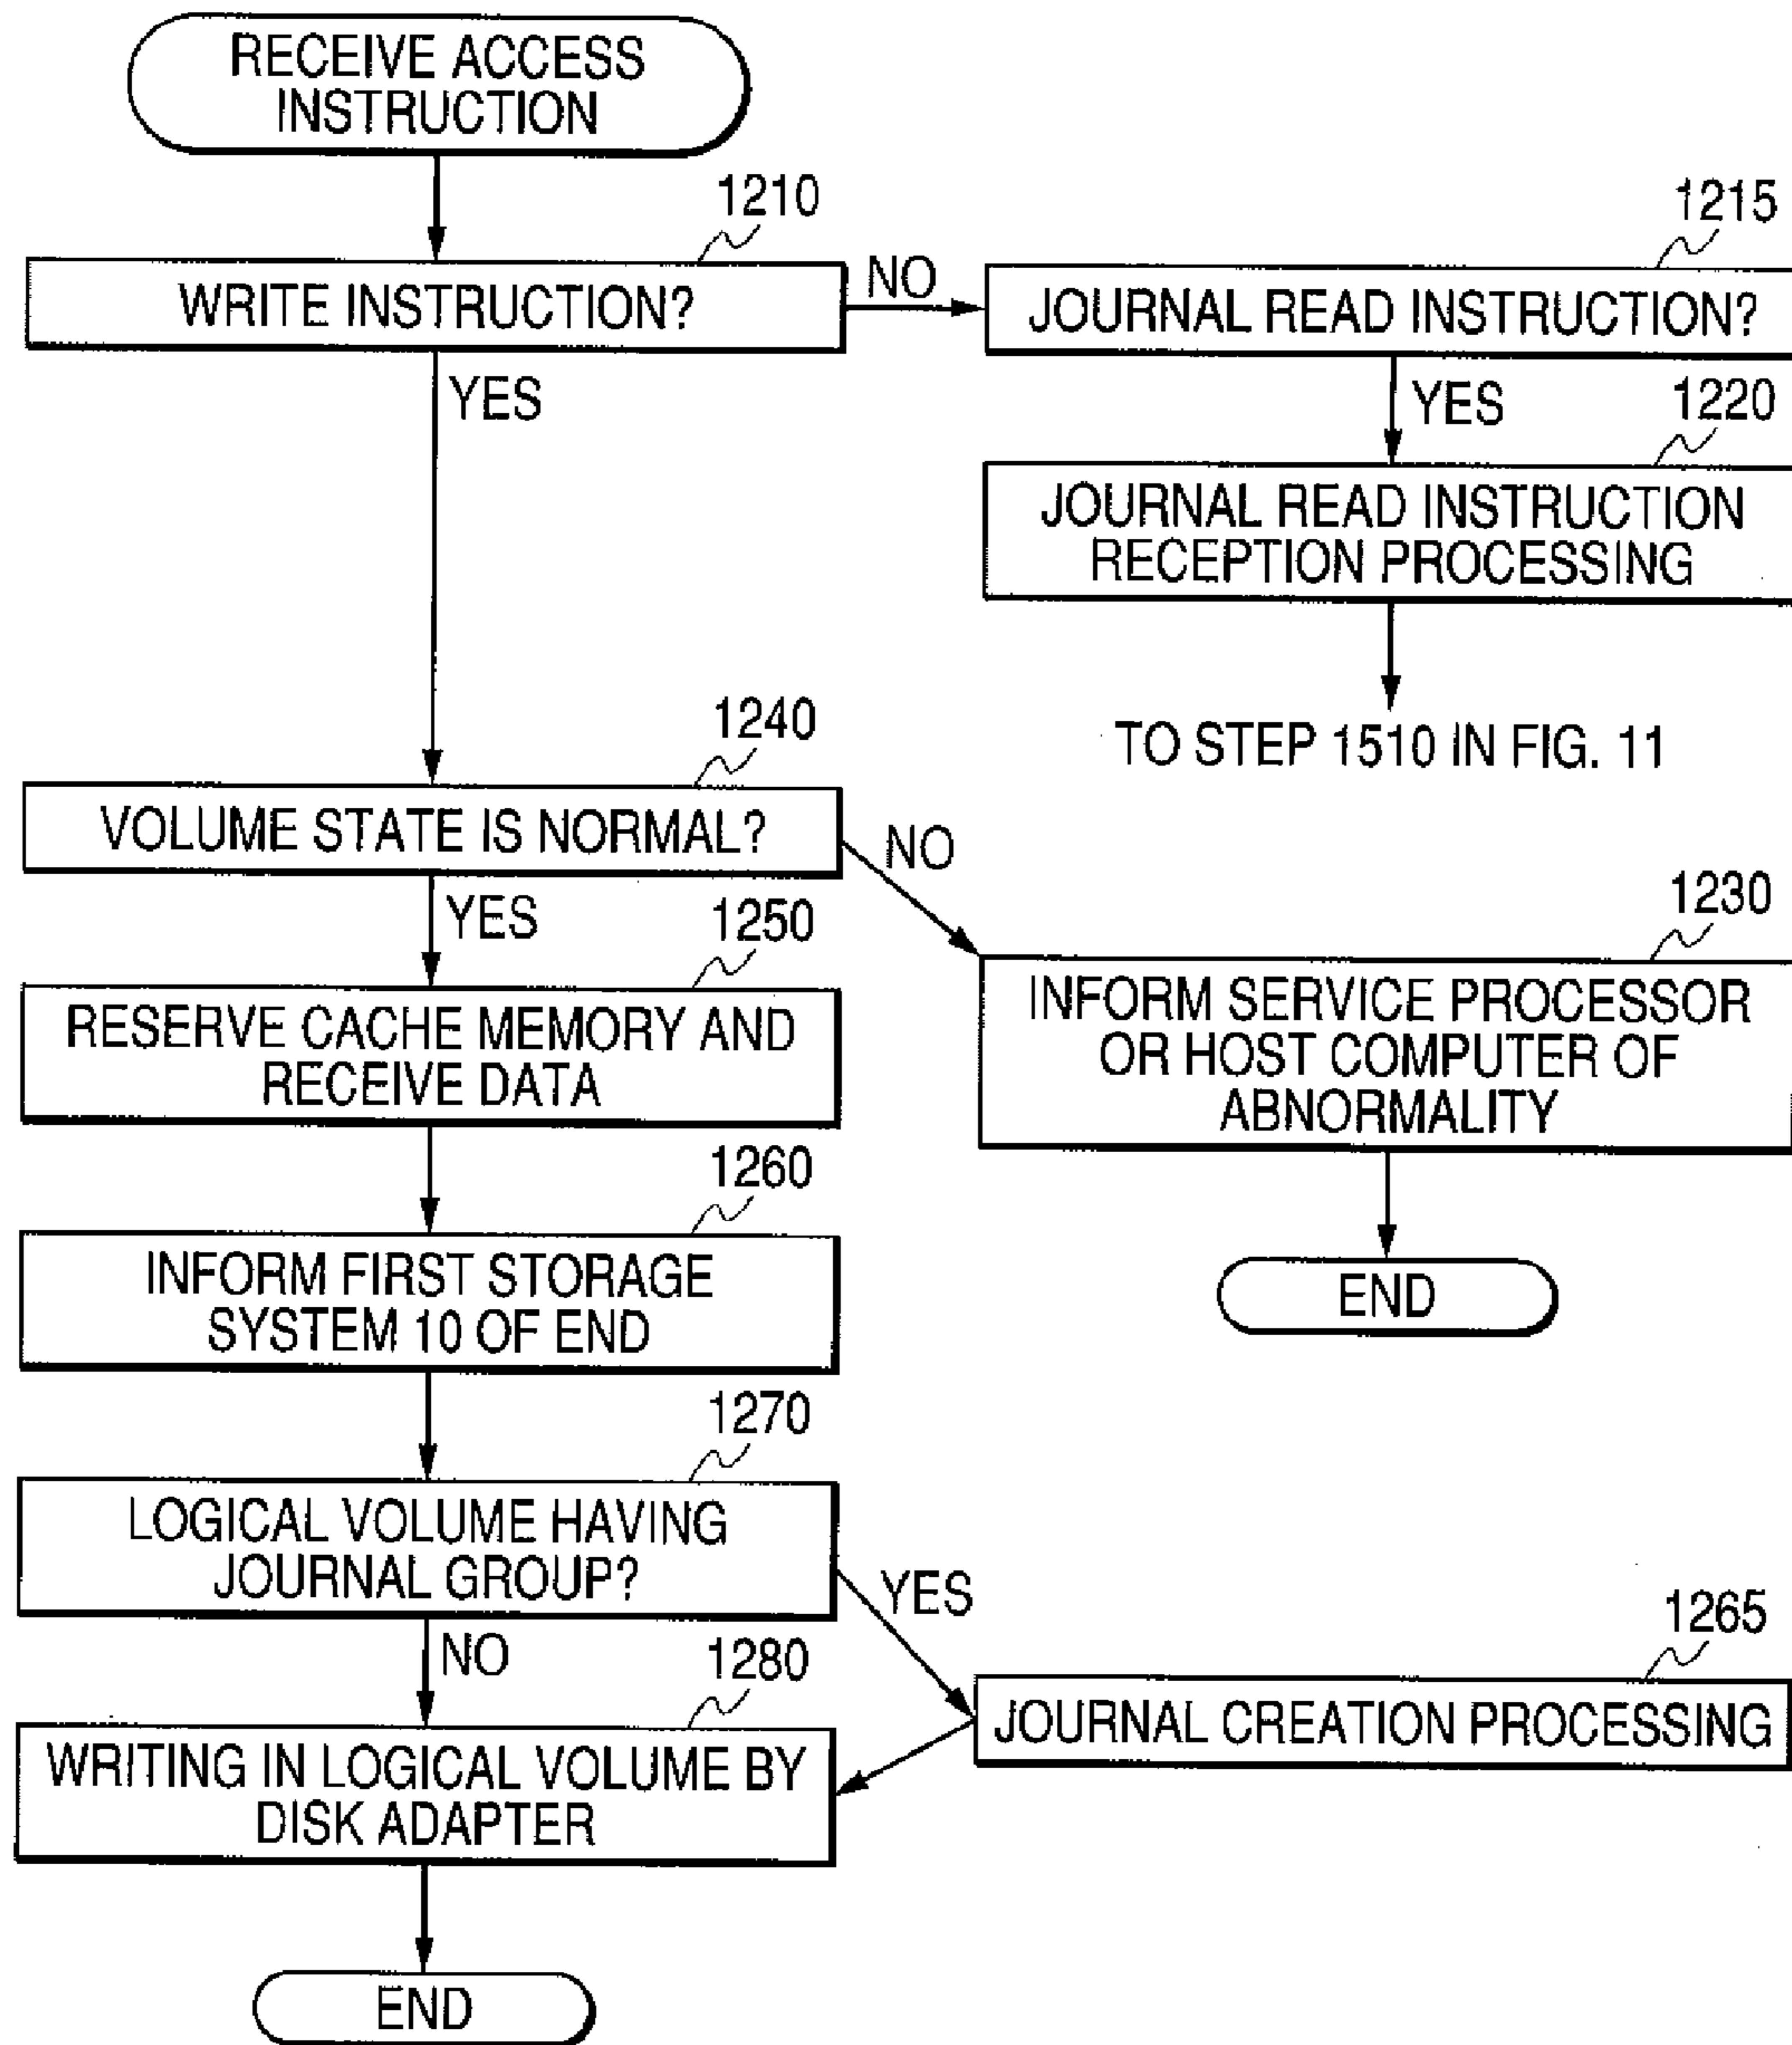 RECEIVE ACCESS
INSTRUCTION
1210
WRITE INSTRUCTION?
NO
1215
JOURNAL READ INSTRUCTION?
YES
YES
1220
JOURNAL READ INSTRUCTION
RECEPTION PROCESSING
TO STEP 1510 IN FIG. 11
1240
VOLUME STATE IS NORMAL?
NO
YES
1230
INFORM SERVICE PROCESSOR
OR HOST COMPUTER OF
ABNORMALITY
END
1250
RESERVE CACHE MEMORY AND
RECEIVE DATA
1260
INFORM FIRST STORAGE
SYSTEM 10 OF END
1270
LOGICAL VOLUME HAVING
JOURNAL GROUP?
YES
1265
JOURNAL CREATION PROCESSING
NO
1280
WRITING IN LOGICAL VOLUME BY
DISK ADAPTER
END